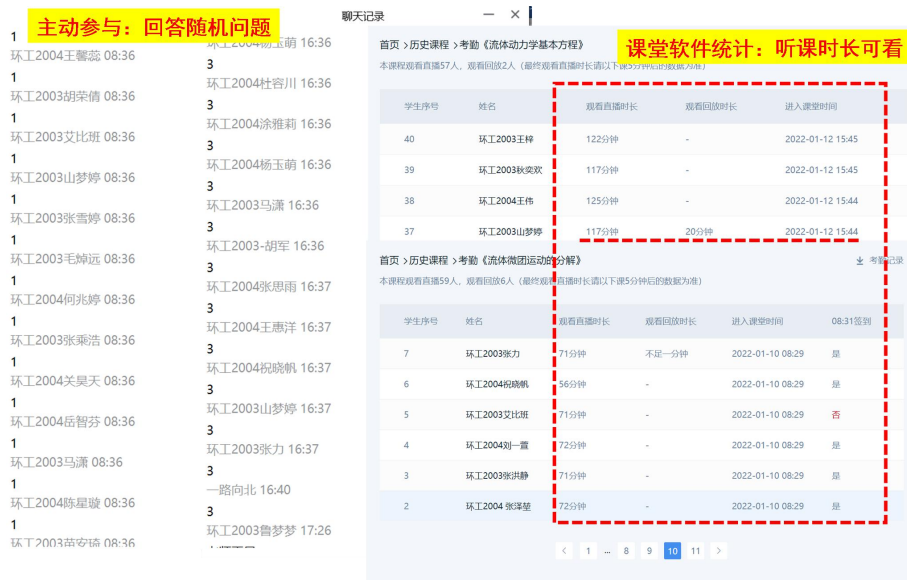 主动参与：回答随机问题
1
环工2004王馨蕊 08:36
1
环工2003胡荣倩 08:36
1
环工2003艾比班 08:36
1
环工2003山梦婷 08:36
1
环工2003张雪婷 08:36
1
环工2003毛婥远 08:36
1
环工2004何兆婷 08:36
1
环工2003张乘浩 08:36
1
环工2004关昊天 08:36
1
环工2004岳智芬 08:36
1
环工2003马潇 08:36
1
环工2004陈星璇 08:36
1
环工2003苗安琦 08:36
聊天记录
环工2004杨玉萌 16:36
3
环工2004杜容川 16:36
3
环工2004涂雅莉 16:36
3
环工2004杨玉萌 16:36
3
环工2003马潇 16:36
3
环工2003-胡军 16:36
3
环工2004张思雨 16:37
3
环工2004王惠洋 16:37
3
环工2004祝晓帆 16:37
3
环工2003山梦婷 16:37
3
环工2003张力 16:37
3
一路向北 16:40
3
环工2003鲁梦梦 17:26
课堂软件统计：听课时长可看
首页 >历史课程 >考勤《流体动力学基本方程》
本课程观看直播57人，观看回放2人（最终观看直播时长请以下课5分钟后的数据为准）
学生序号 姓名 观看直播时长 观看回放时长 进入课堂时间
40 环工2003王梓 122分钟 - 2022-01-12 15:45
39 环工2003秋奕欢 117分钟 - 2022-01-12 15:45
38 环工2004王伟 125分钟 - 2022-01-12 15:44
37 环工2003山梦婷 117分钟 20分钟 2022-01-12 15:44
首页 >历史课程 >考勤《流体微团运动的分解》
考勤记录
本课程观看直播59人，观看回放6人（最终观看直播时长请以下课5分钟后的数据为准）
学生序号 姓名 观看直播时长 观看回放时长 进入课堂时间 08:31签到
7 环工2003张力 71分钟 不足一分钟 2022-01-10 08:29 是
6 环工2004祝晓帆 56分钟 - 2022-01-10 08:29 是
5 环工2003艾比班 71分钟 - 2022-01-10 08:29 否
4 环工2004刘一萱 72分钟 - 2022-01-10 08:29 是
3 环工2003张洪静 71分钟 - 2022-01-10 08:29 是
2 环工2004 张泽堃 72分钟 - 2022-01-10 08:29 是
< 1 ... 8 9 10 11 >